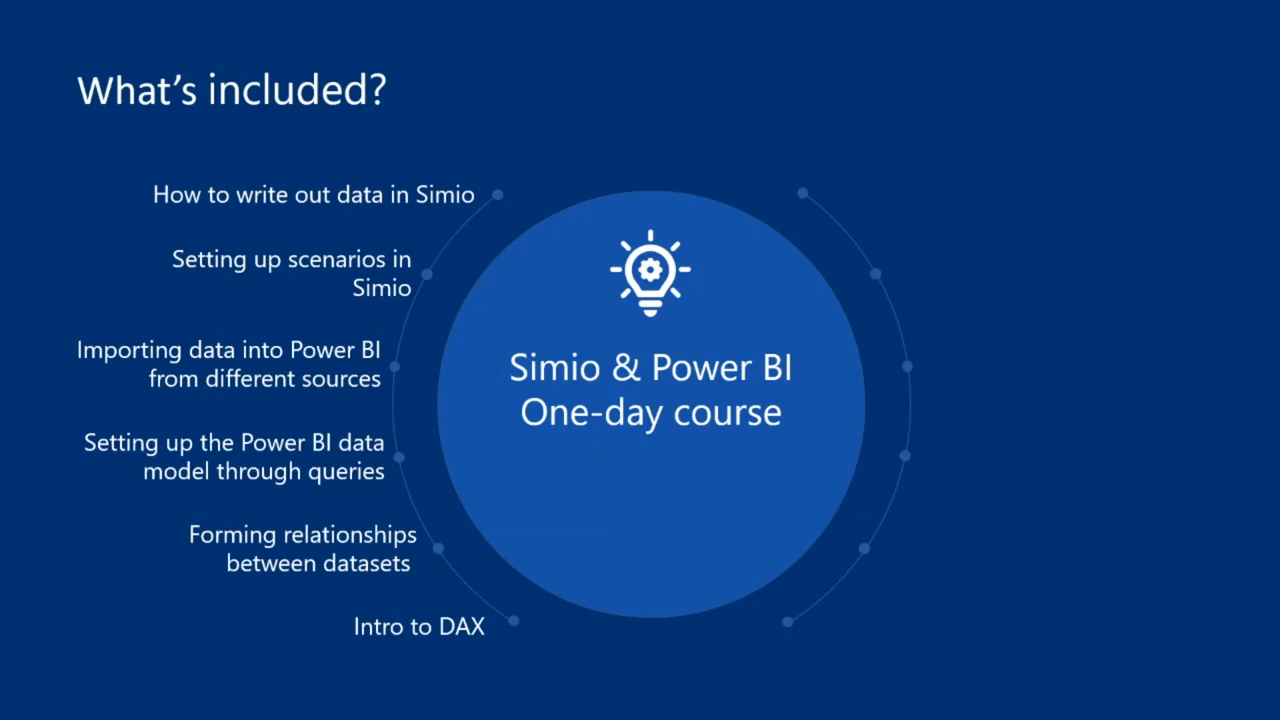 What's included?
How to write out data in Simio
Setting up scenarios in
Simio
Importing data into Power BI
from different sources
Setting up the Power BI data
model through queries
Forming relationships
between datasets
Intro to DAX
Simio & Power BI
One-day course